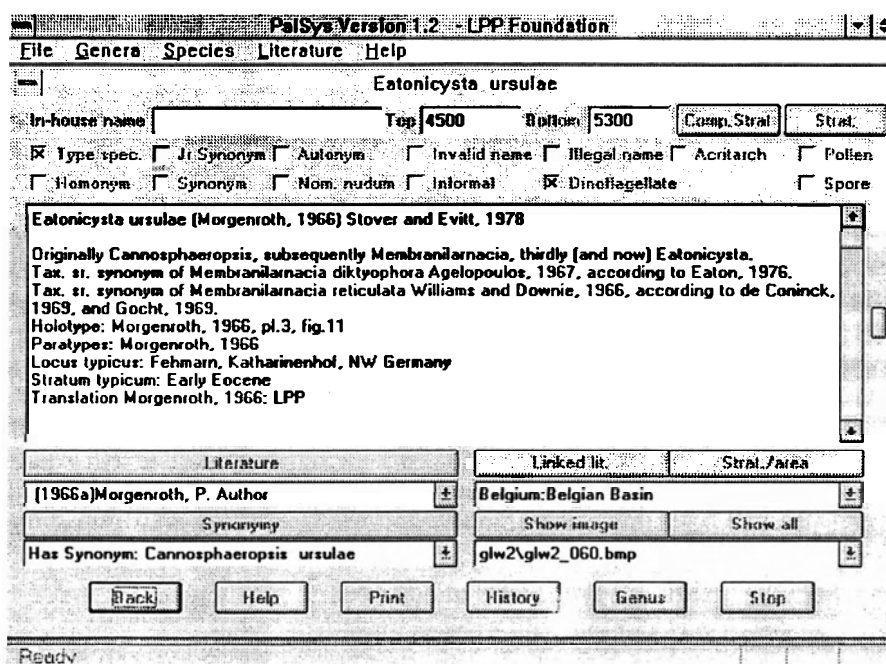 PalSys Version 1.2 - LPP Foundation
File Genera Species Literature Help
Eatonicysta ursulae
In-house name Top 4500 Bottom 5300 Comp. Strat Strat.
Type spec. Jr Synonym Autonym Invalid name Illegal name Acritarch Pollen
Homonym Synonym Nom. nudum Informal Dinoflagellate Spore
Eatonicysta ursulae (Morgenroth, 1966) Stover and Evitt, 1978
Originally Cannosphaeropsis, subsequently Membranilarnacia, thirdly (and now) Eatonicysta.
Tax. sr. synonym of Membranilarnacia diktyophora Agelopoulos, 1967, according to Eaton, 1976.
Tax. sr. synonym of Membranilarnacia reticulata Williams and Downie, 1966, according to de Coninck,
1969, and Gocht, 1969.
Holotype: Morgenroth, 1966, pl.3, fig.11
Paratypes: Morgenroth, 1966
Locus typicus: Fehmarn, Katharinenhof, NW Germany
Stratum typicum: Early Eocene
Translation Morgenroth, 1966: LPP
Literature Linked lit. Strat./area
(1966a)Morgenroth, P. Author Belgium:Belgian Basin
Synonymy Show image Show all
Has Synonym: Cannosphaeropsis ursulae glw2\glw2_060.bmp
Back Help Print History Genus Stop
Ready